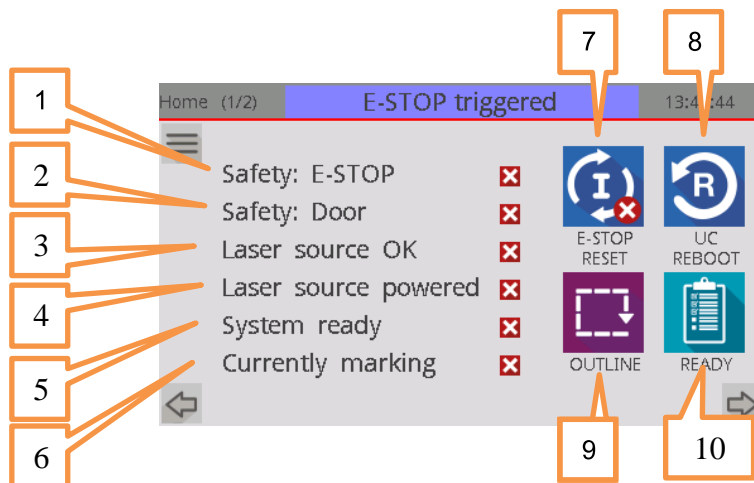 7
8
Home (1/2)
E-STOP triggered
1
Safety: E-STOP
2
Safety: Door
3
Laser source OK
4
Laser source powered
5
System ready
6
Currently marking
I
E-STOP
RESET
R
UC
REBOOT
OUTLINE
READY
9
10